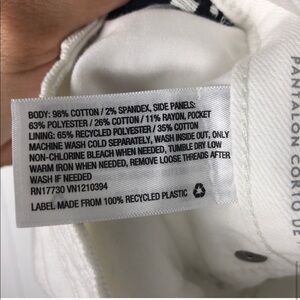 BODY: 98% COTTON / 2% SPANDEX, SIDE PANELS:
63% POLYESTER / 26% COTTON / 11% RAYON, POCKET
LINING: 65% RECYCLED POLYESTER / 35% COTTON
MACHINE WASH COLD SEPARATELY, WASH INSIDE OUT, ONLY
NON-CHLORINE BLEACH WHEN NEEDED, TUMBLE DRY LOW
WARM IRON WHEN NEEDED, REMOVE LOOSE THREADS AFTER
WASH IF NEEDED
RN17730 VN1210394
LABEL MADE FROM 100% RECYCLED PLASTIC
PANTALON CORTO DE